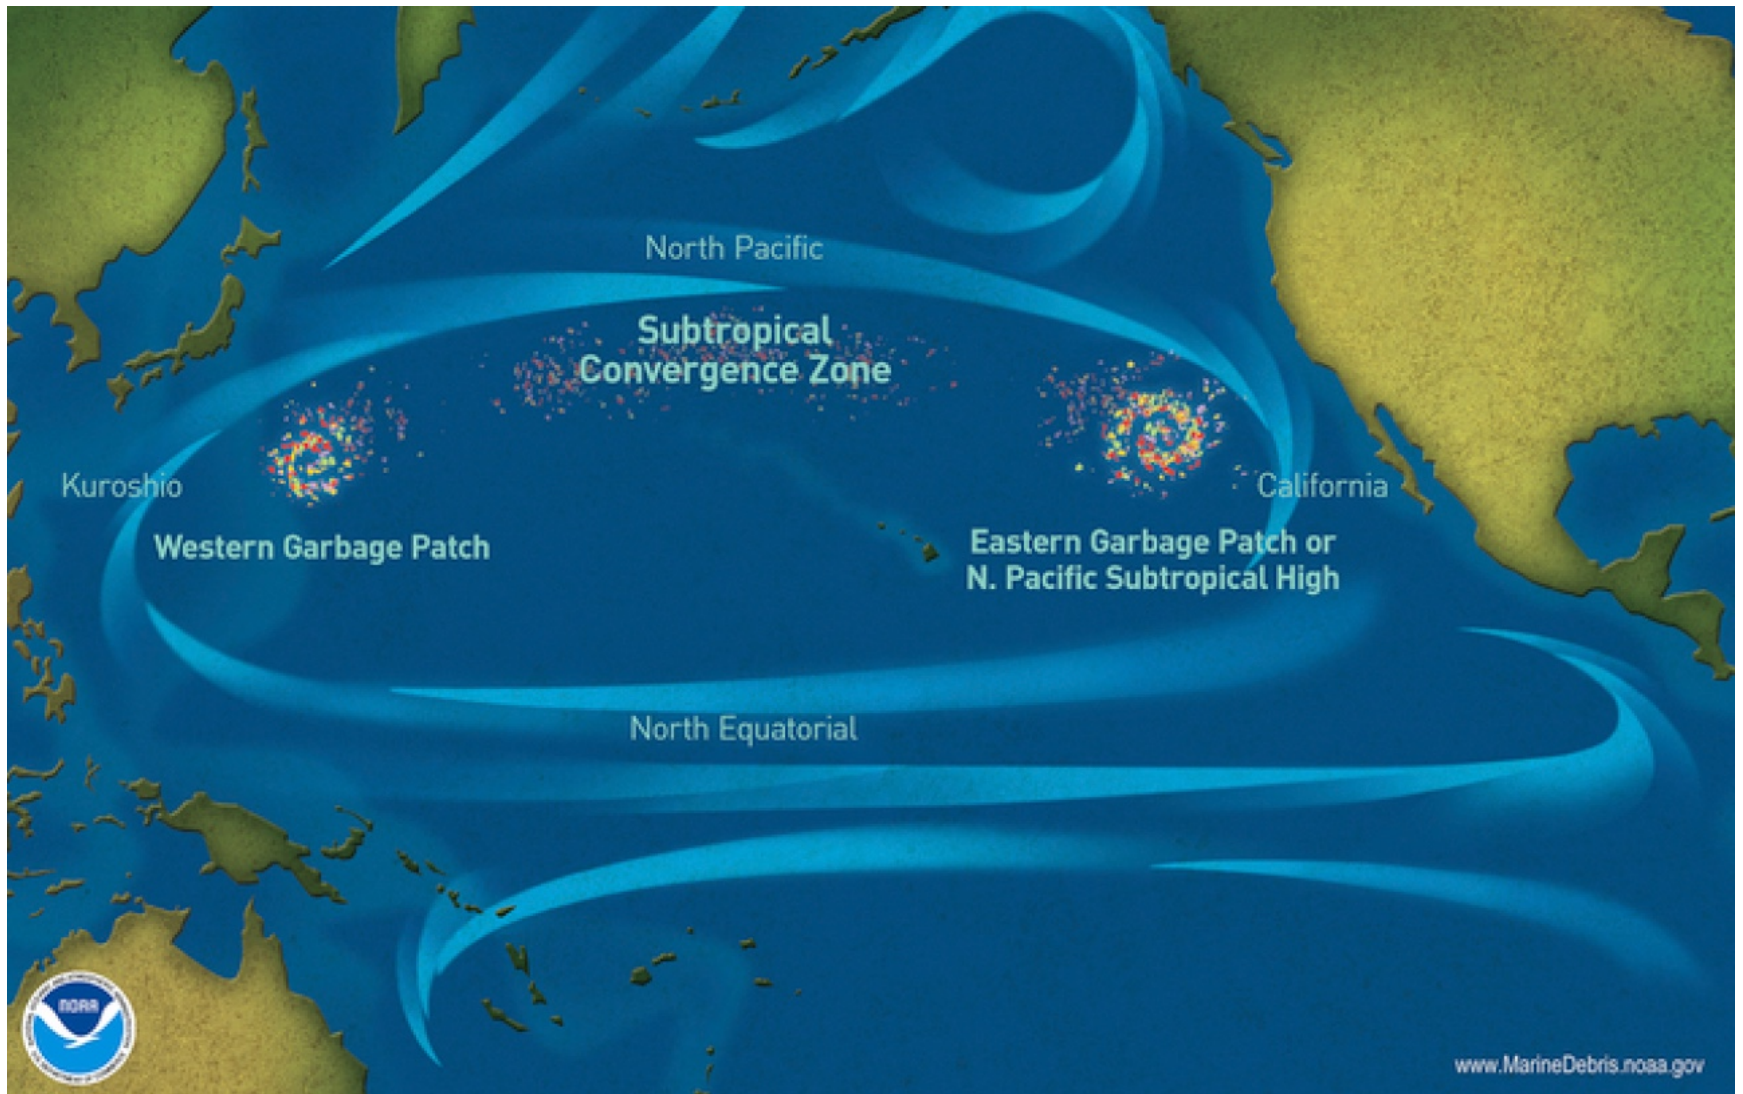 North Pacific
Subtropical
Convergence Zone
Kuroshio
California
Western Garbage Patch
Eastern Garbage Patch or
N. Pacific Subtropical High
North Equatorial
NOAA
www.MarineDebris.noaa.gov